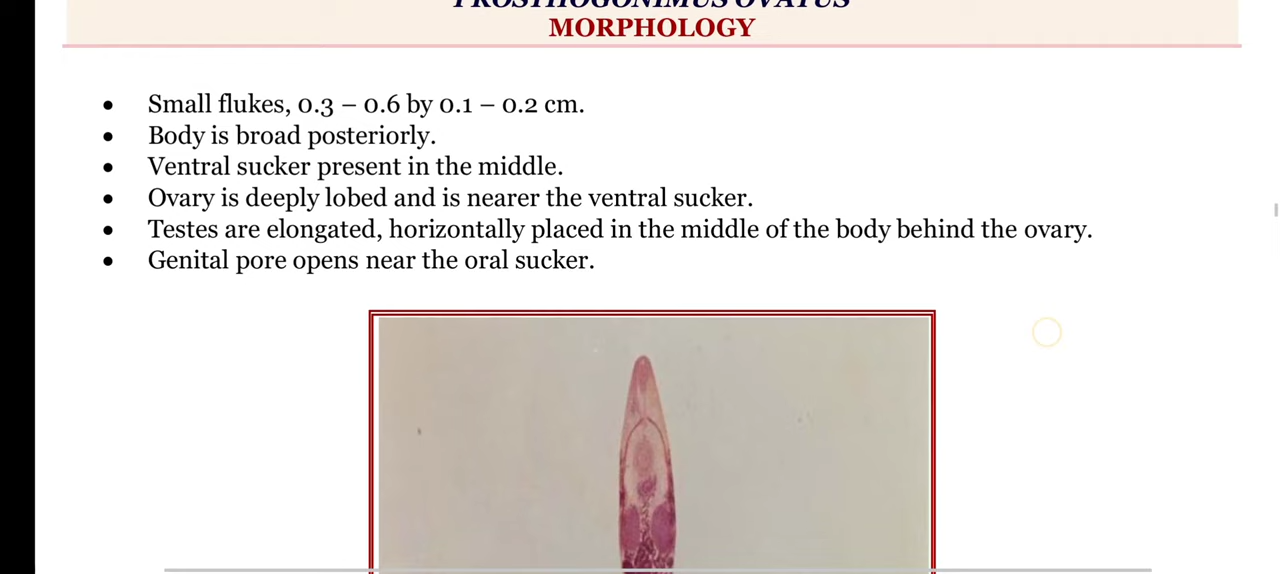 PROSTHOGONIMUS OVATUS
MORPHOLOGY
• Small flukes, 0.3 – 0.6 by 0.1 – 0.2 cm.
• Body is broad posteriorly.
• Ventral sucker present in the middle.
• Ovary is deeply lobed and is nearer the ventral sucker.
• Testes are elongated, horizontally placed in the middle of the body behind the ovary.
• Genital pore opens near the oral sucker.